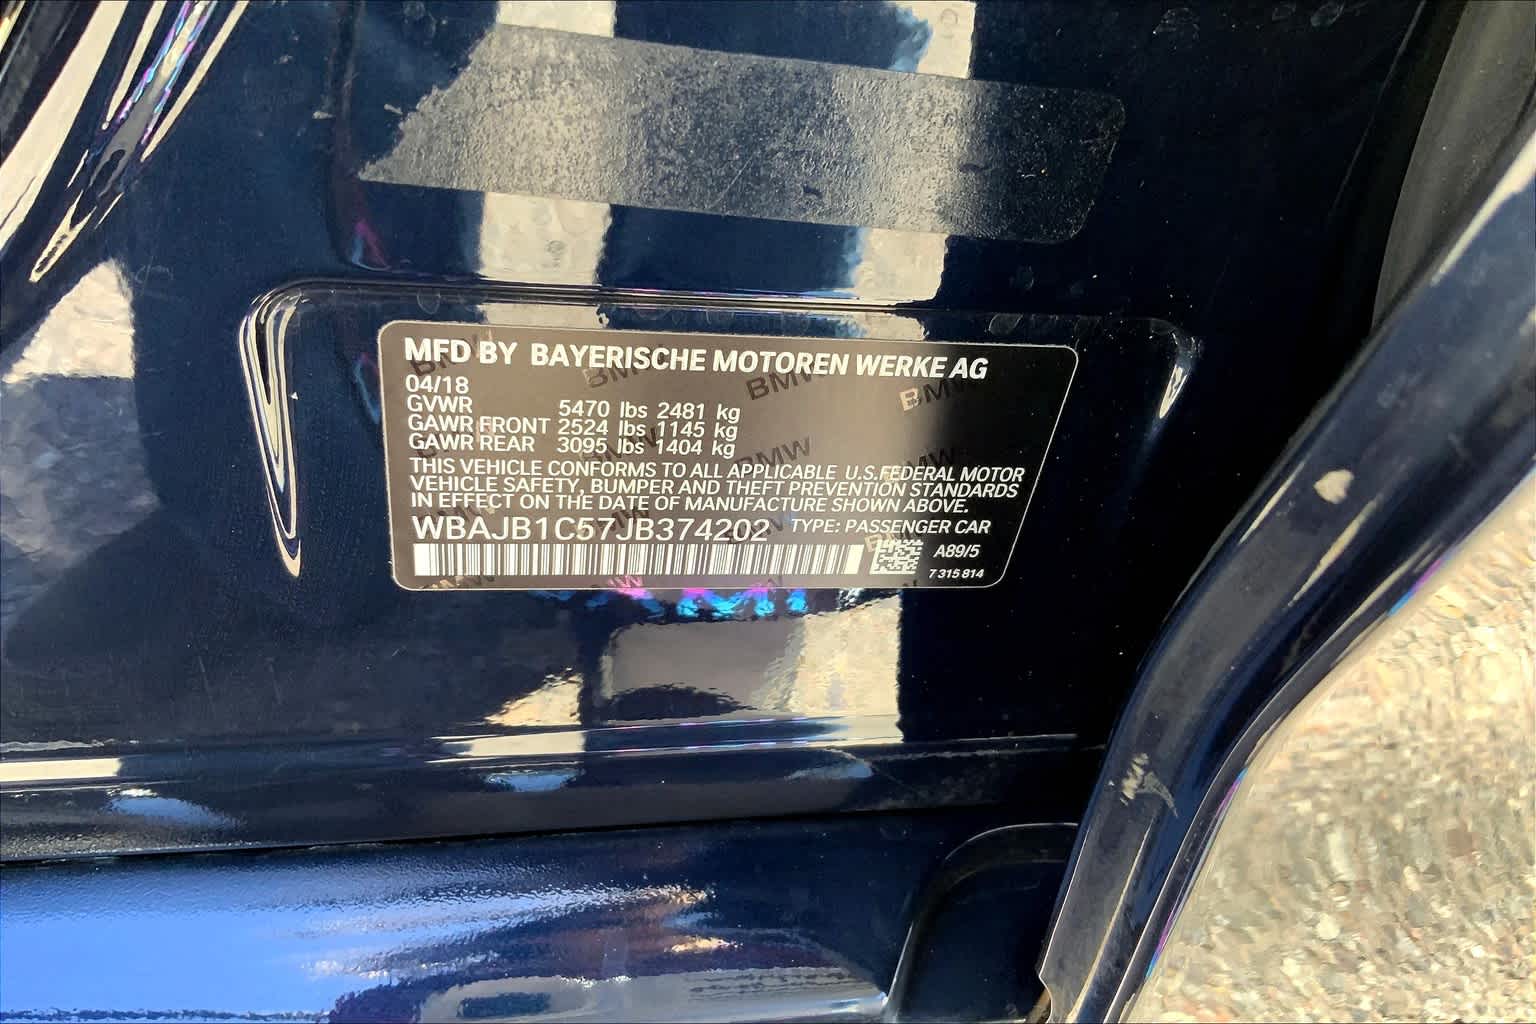 MFD BY BAYERISCHE MOTOREN WERKE AG
04/18
GVWR 5470 lbs 2481 kg
GAWR FRONT 2524 lbs 1145 kg
GAWR REAR 3095 lbs 1404 kg
THIS VEHICLE CONFORMS TO ALL APPLICABLE U.S.FEDERAL MOTOR
VEHICLE SAFETY, BUMPER AND THEFT PREVENTION STANDARDS
IN EFFECT ON THE DATE OF MANUFACTURE SHOWN ABOVE.
WBAJB1C57JB374202 TYPE: PASSENGER CAR
A89/5
7 315 814